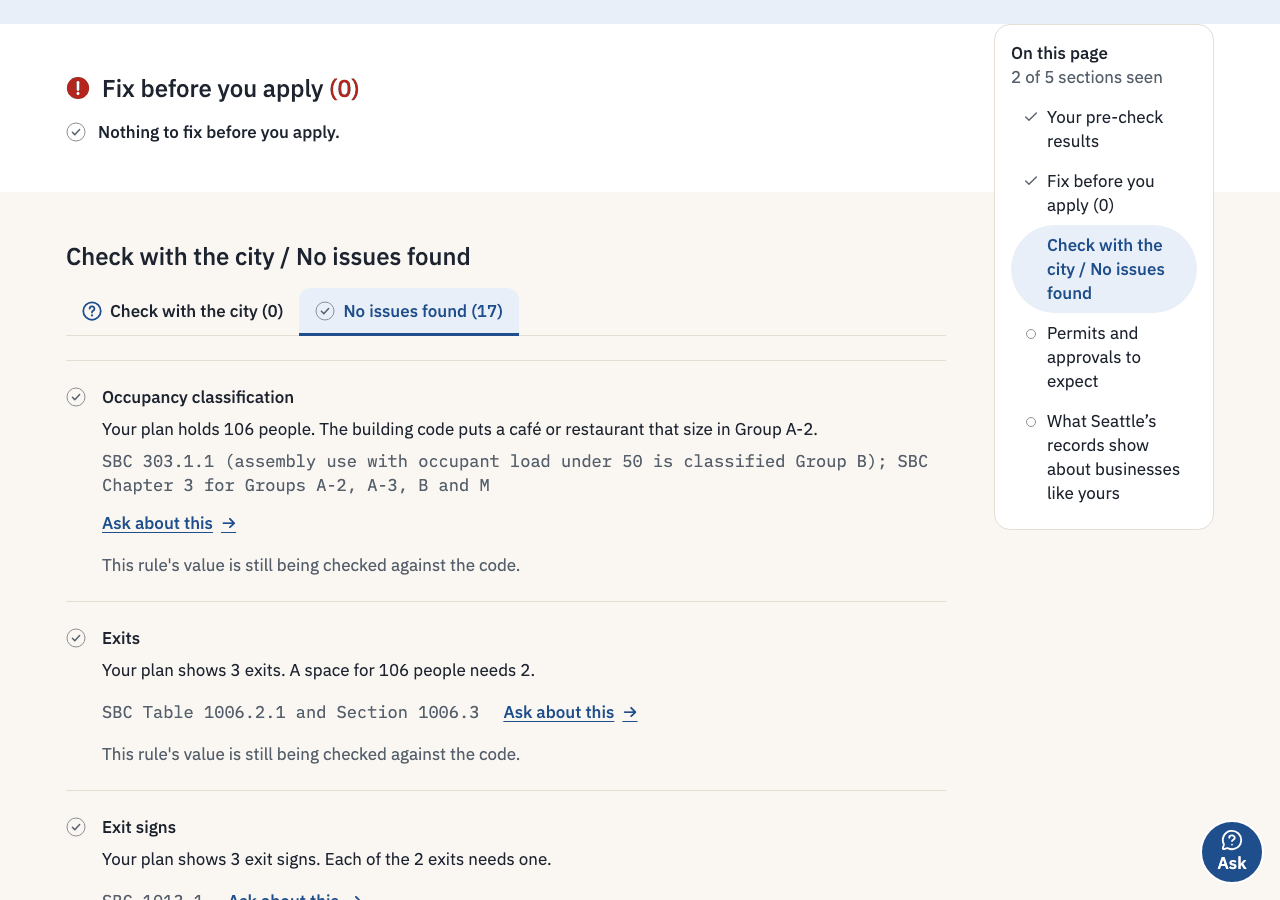 Fix before you apply (0)
Nothing to fix before you apply.
Check with the city / No issues found
Check with the city (0)
No issues found (17)
Occupancy classification
Your plan holds 106 people. The building code puts a café or restaurant that size in Group A-2.
SBC 303.1.1 (assembly use with occupant load under 50 is classified Group B); SBC
Chapter 3 for Groups A-2, A-3, B and M
Ask about this →
This rule's value is still being checked against the code.
Exits
Your plan shows 3 exits. A space for 106 people needs 2.
SBC Table 1006.2.1 and Section 1006.3 Ask about this →
This rule's value is still being checked against the code.
Exit signs
Your plan shows 3 exit signs. Each of the 2 exits needs one.
SBC 1013.1 Ask about this →
On this page
2 of 5 sections seen
Your pre-check
results
Fix before you
apply (0)
Check with the
city / No issues
found
Permits and
approvals to
expect
What Seattle’s
records show
about businesses
like yours
Ask